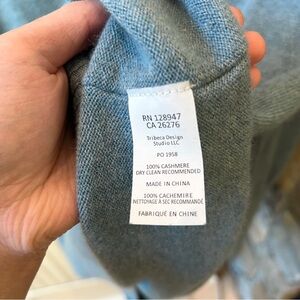 RN 128947
CA 26276
Tribeca Design
Studio LLC
PO 1958
100% CASHMERE
DRY CLEAN RECOMMENDED
MADE IN CHINA
100% CACHEMIRE
NETTOYAGE A SEC RECOMMANDE
FABRIQUÉ EN CHINE